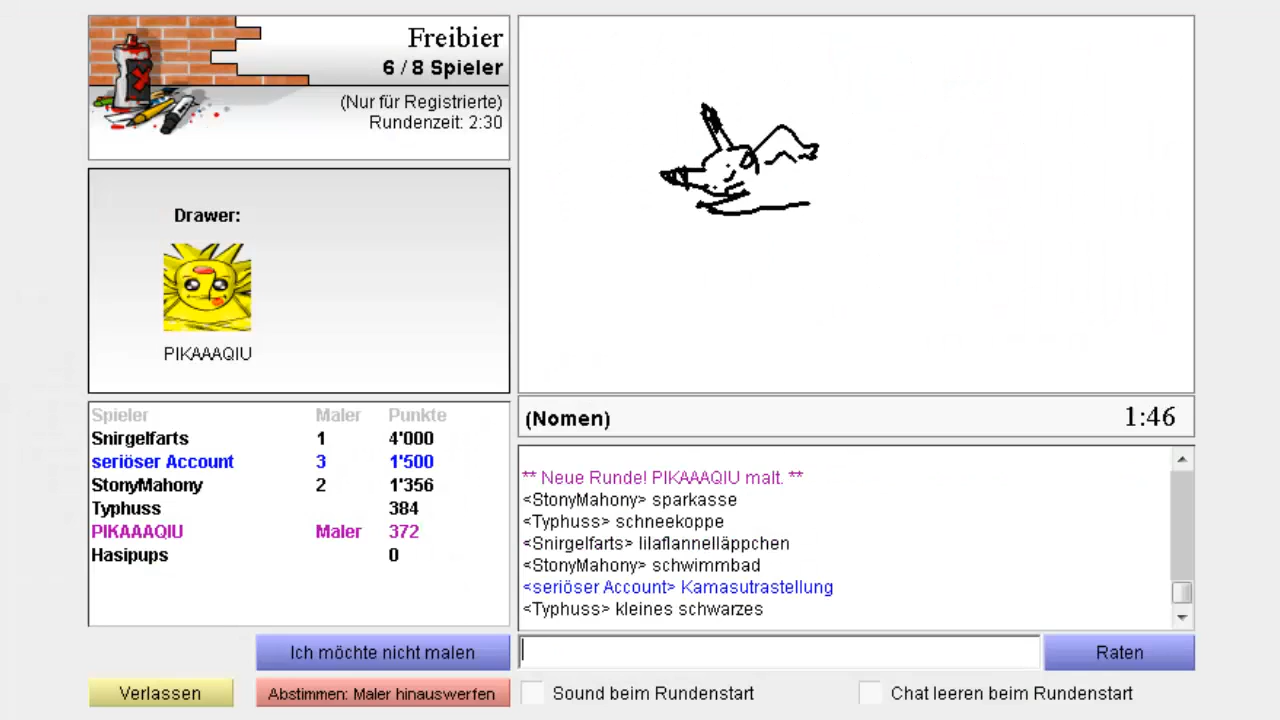 Freibier
6 / 8 Spieler
(Nur für Registrierte)
Rundenzeit: 2:30
Drawer:
PIKAAAQIU
Spieler Maler Punkte
Snirgelfarts 1 4'000
seriöser Account 3 1'500
StonyMahony 2 1'356
Typhuss 384
PIKAAAQIU Maler 372
Hasipups 0
Ich möchte nicht malen
Verlassen
Abstimmen: Maler hinauswerfen
(Nomen) 1:46
** Neue Runde! PIKAAAQIU malt. **
<StonyMahony> sparkasse
<Typhuss> schneekoppe
<Snirgelfarts> lilaflannelläppchen
<StonyMahony> schwimmbad
<seriöser Account> Kamasutrastellung
<Typhuss> kleines schwarzes
Raten
Sound beim Rundenstart
Chat leeren beim Rundenstart